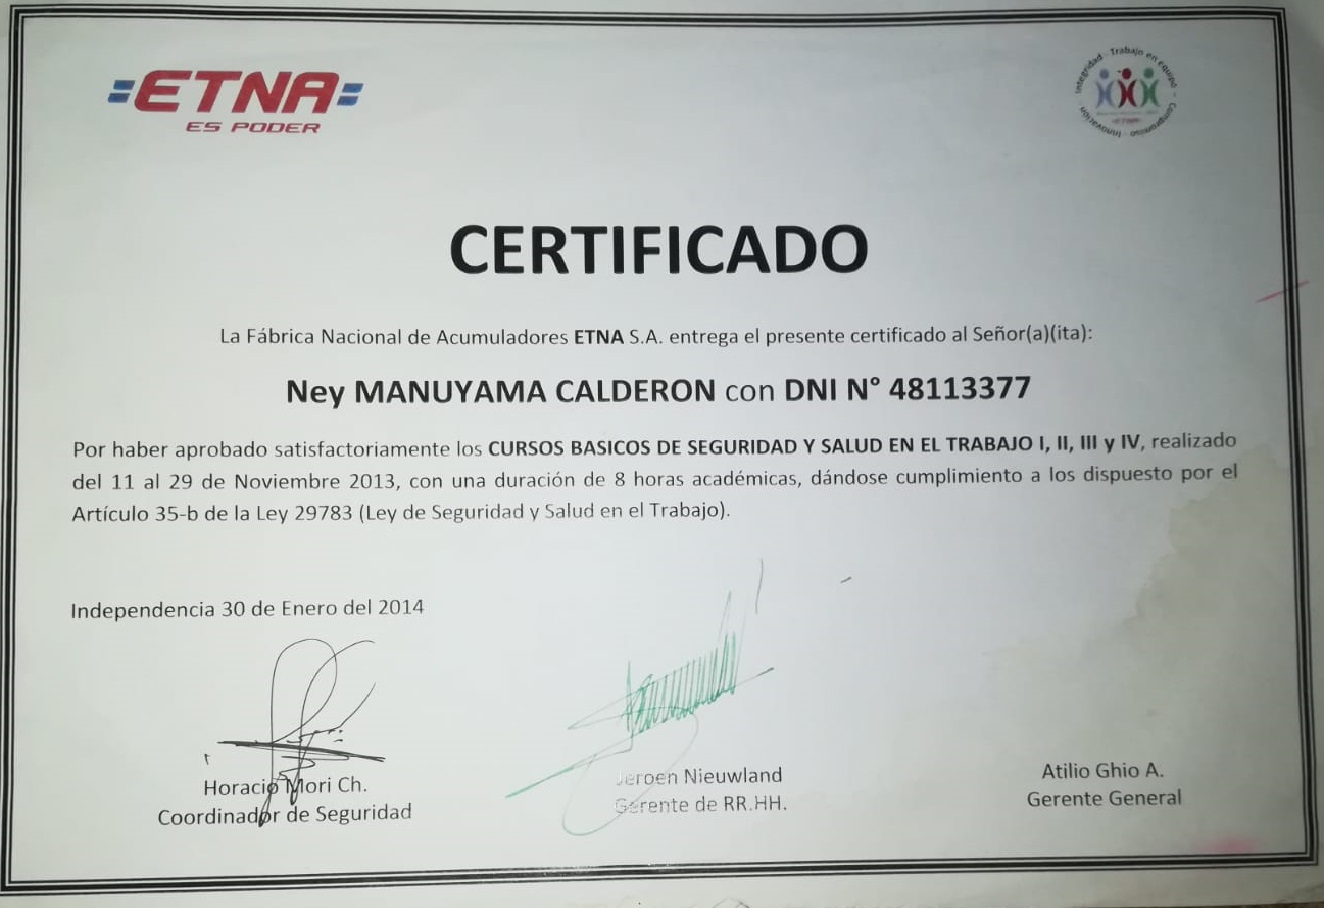 ETNA
ES PODER
Integridad - Trabajo en equipo - Compromiso - Innovación
CERTIFICADO
La Fábrica Nacional de Acumuladores ETNA S.A. entrega el presente certificado al Señor(a)(ita):
Ney MANUYAMA CALDERON con DNI N° 48113377
Por haber aprobado satisfactoriamente los CURSOS BASICOS DE SEGURIDAD Y SALUD EN EL TRABAJO I, II, III y IV, realizado
del 11 al 29 de Noviembre 2013, con una duración de 8 horas académicas, dándose cumplimiento a los dispuesto por el
Artículo 35-b de la Ley 29783 (Ley de Seguridad y Salud en el Trabajo).
Independencia 30 de Enero del 2014
Horacio Mori Ch.
Coordinador de Seguridad
Jeroen Nieuwland
Gerente de RR.HH.
Atilio Ghio A.
Gerente General